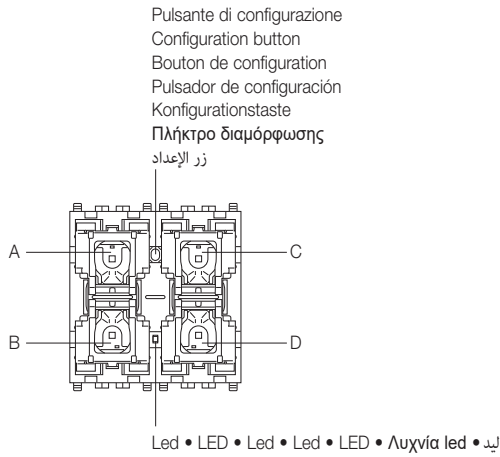 Pulsante di configurazione
Configuration button
Bouton de configuration
Pulsador de configuración
Konfigurationstaste
Πλήκτρο διαμόρφωσης
زر الإعداد
A
C
B
D
Led • LED • Led • Led • LED • Λυχνία led • ليد